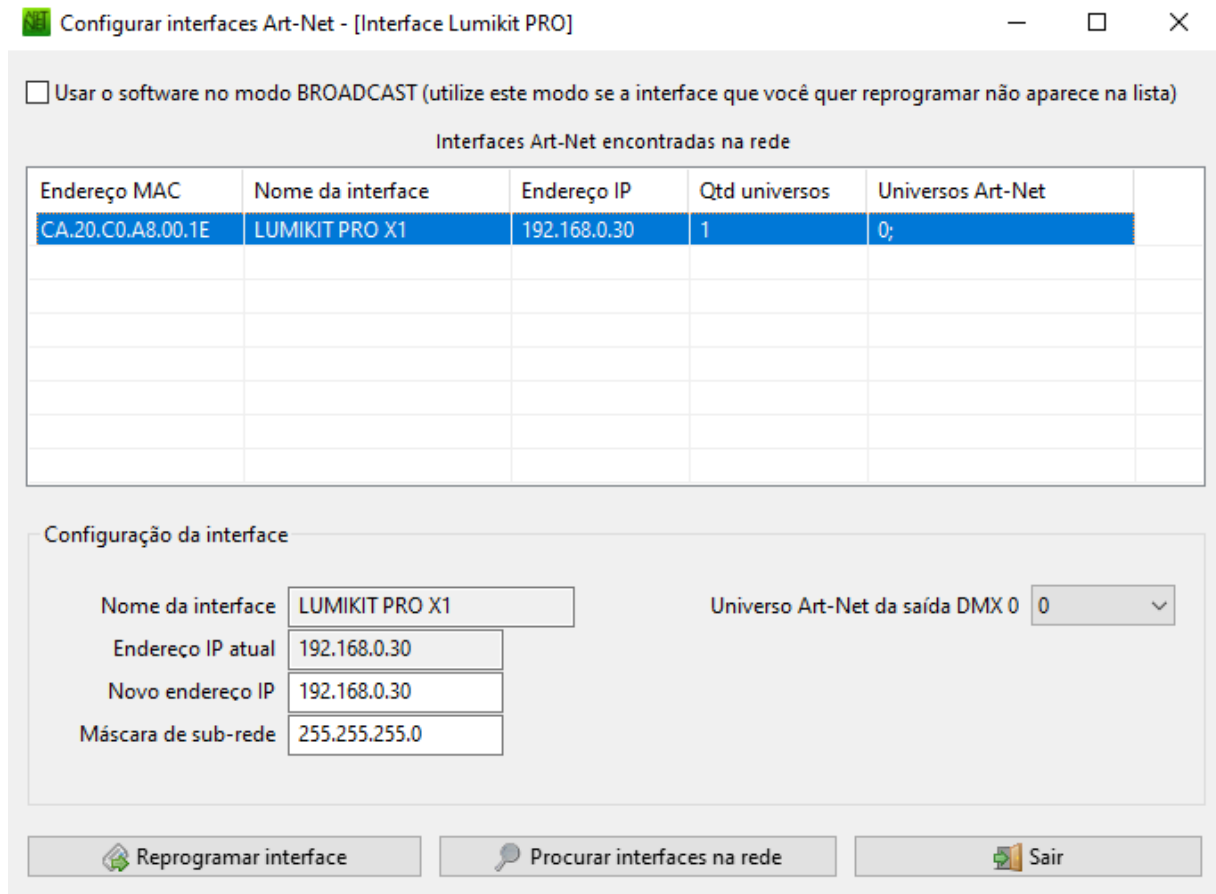 Configurar interfaces Art-Net - [Interface Lumikit PRO]
Usar o software no modo BROADCAST (utilize este modo se a interface que você quer reprogramar não aparece na lista)
Interfaces Art-Net encontradas na rede
Endereço MAC Nome da interface Endereço IP Qtd universos Universos Art-Net
CA.20.C0.A8.00.1E LUMIKIT PRO X1 192.168.0.30 1 0;
Configuração da interface
Nome da interface LUMIKIT PRO X1 Universo Art-Net da saída DMX 0 0
Endereço IP atual 192.168.0.30
Novo endereço IP 192.168.0.30
Máscara de sub-rede 255.255.255.0
Reprogramar interface Procurar interfaces na rede Sair